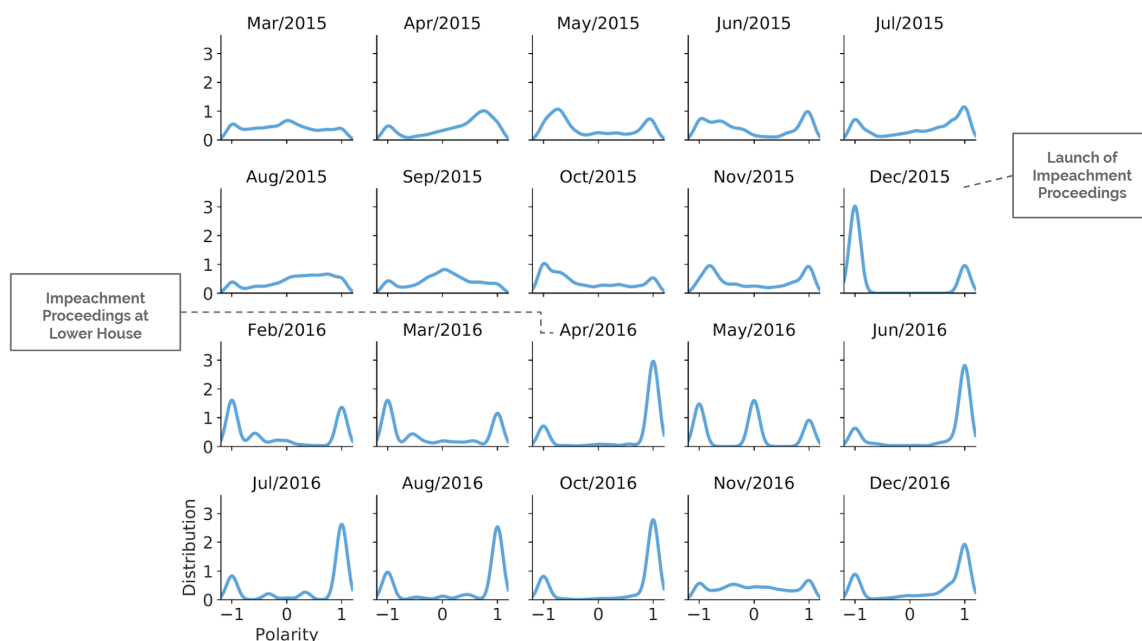 Mar/2015 Apr/2015 May/2015 Jun/2015 Jul/2015
3
2
1
0
Launch of
Impeachment
Proceedings
Aug/2015 Sep/2015 Oct/2015 Nov/2015 Dec/2015
3
2
1
0
Impeachment
Proceedings at
Lower House
Feb/2016 Mar/2016 Apr/2016 May/2016 Jun/2016
3
2
1
0
Jul/2016 Aug/2016 Oct/2016 Nov/2016 Dec/2016
Distribution
3
2
1
0
−1 0 1 −1 0 1 −1 0 1 −1 0 1 −1 0 1
Polarity